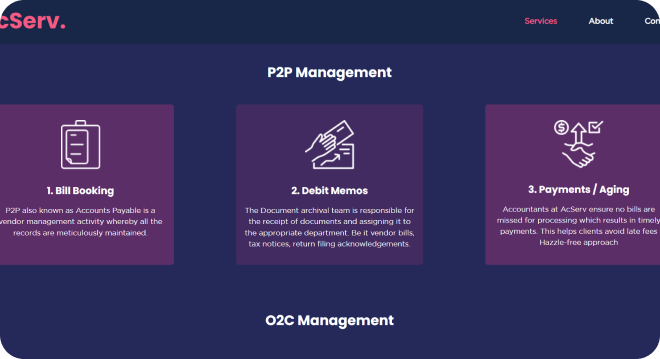 cServ.
Services
About
Con
P2P Management
1. Bill Booking
P2P also known as Accounts Payable is a
vendor management activity whereby all the
records are meticulously maintained.
2. Debit Memos
The Document archival team is responsible for
the receipt of documents and assigning it to
the appropriate department. Be it vendor bills,
tax notices, return filing acknowledgements.
3. Payments / Aging
Accountants at AcServ ensure no bills are
missed for processing which results in timely
payments. This helps clients avoid late fees
Hazzle-free approach
O2C Management